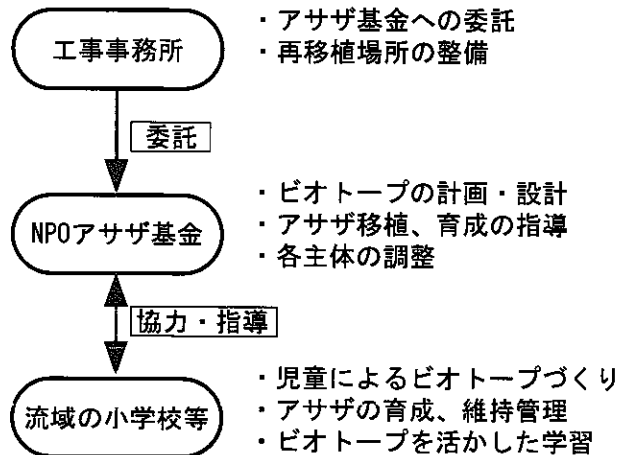 工事事務所
・アサザ基金への委託
・再移植場所の整備
委託
NPOアサザ基金
・ビオトープの計画・設計
・アサザ移植、育成の指導
・各主体の調整
協力・指導
流域の小学校等
・児童によるビオトープづくり
・アサザの育成、維持管理
・ビオトープを活かした学習